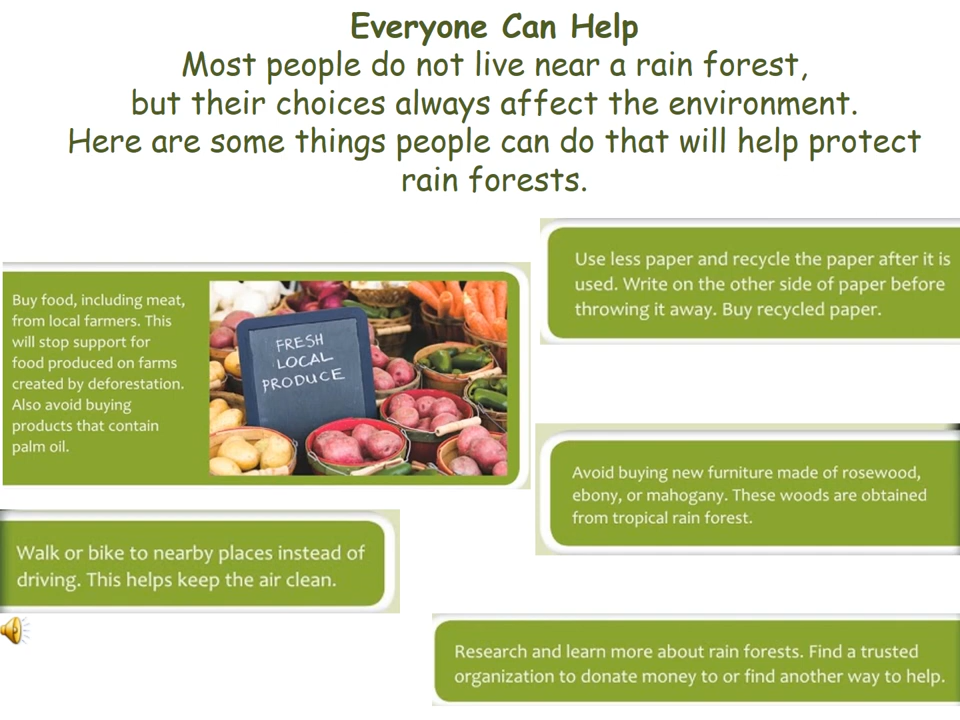 Everyone Can Help
Most people do not live near a rain forest,
but their choices always affect the environment.
Here are some things people can do that will help protect
rain forests.
Buy food, including meat,
from local farmers. This
will stop support for
food produced on farms
created by deforestation.
Also avoid buying
products that contain
palm oil.
FRESH
LOCAL
PRODUCE
Use less paper and recycle the paper after it is
used. Write on the other side of paper before
throwing it away. Buy recycled paper.
Avoid buying new furniture made of rosewood,
ebony, or mahogany. These woods are obtained
from tropical rain forest.
Walk or bike to nearby places instead of
driving. This helps keep the air clean.
Research and learn more about rain forests. Find a trusted
organization to donate money to or find another way to help.